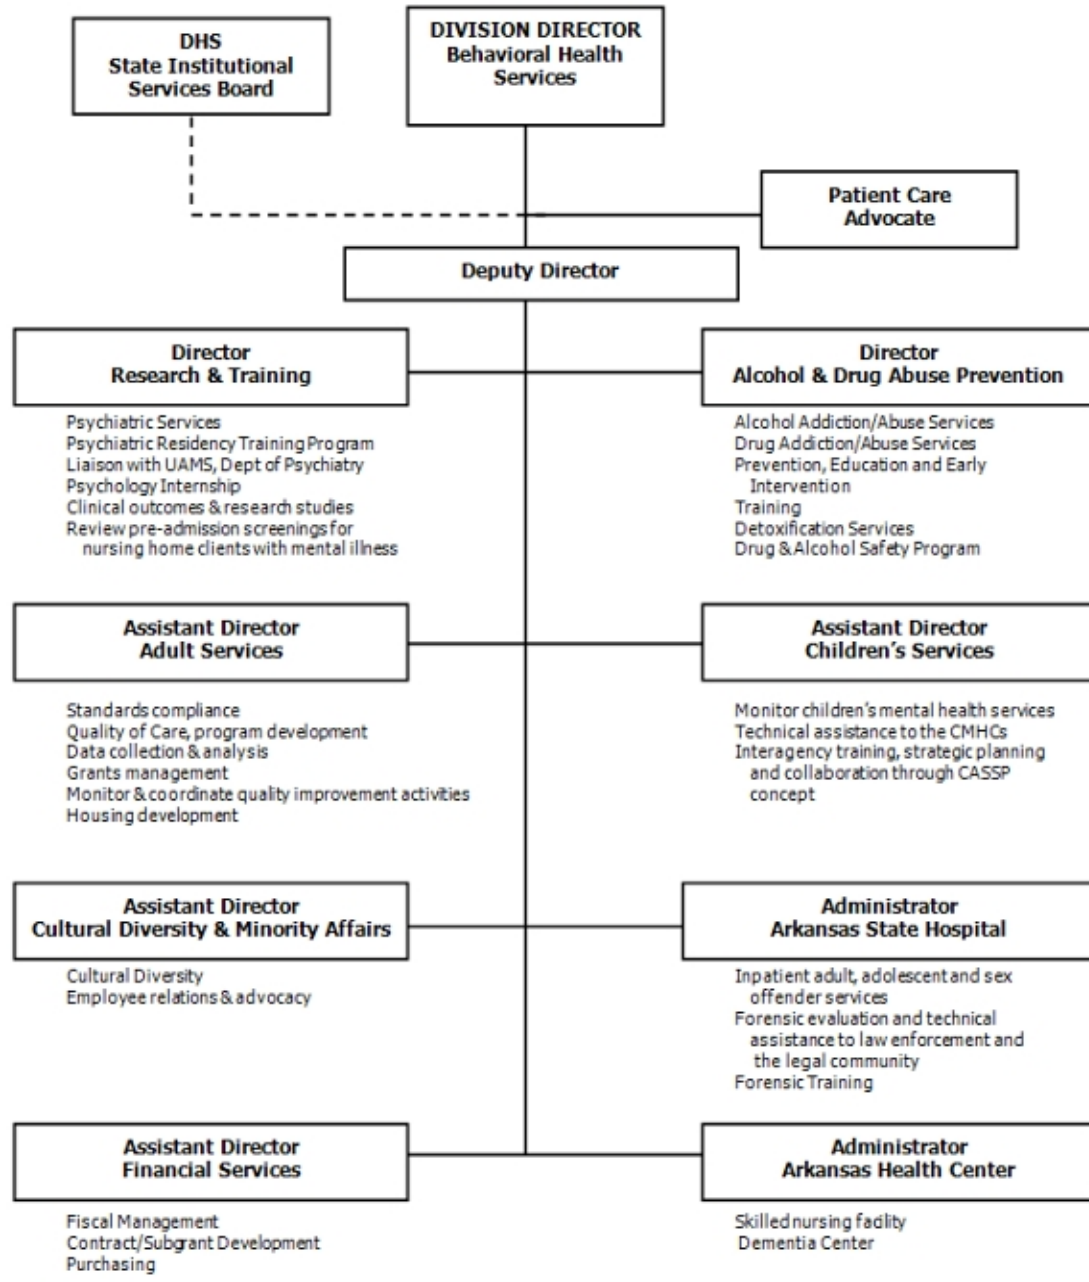 DHS
State Institutional
Services Board
DIVISION DIRECTOR
Behavioral Health
Services
Patient Care
Advocate
Deputy Director
Director
Research & Training
Psychiatric Services
Psychiatric Residency Training Program
Liaison with UAMS, Dept of Psychiatry
Psychology Internship
Clinical outcomes & research studies
Review pre-admission screenings for
nursing home clients with mental illness
Director
Alcohol & Drug Abuse Prevention
Alcohol Addiction/Abuse Services
Drug Addiction/Abuse Services
Prevention, Education and Early
Intervention
Training
Detoxification Services
Drug & Alcohol Safety Program
Assistant Director
Adult Services
Standards compliance
Quality of Care, program development
Data collection & analysis
Grants management
Monitor & coordinate quality improvement activities
Housing development
Assistant Director
Children's Services
Monitor children's mental health services
Technical assistance to the CMHCs
Interagency training, strategic planning
and collaboration through CASSP
concept
Assistant Director
Cultural Diversity & Minority Affairs
Cultural Diversity
Employee relations & advocacy
Administrator
Arkansas State Hospital
Inpatient adult, adolescent and sex
offender services
Forensic evaluation and technical
assistance to law enforcement and
the legal community
Forensic Training
Assistant Director
Financial Services
Fiscal Management
Contract/Subgrant Development
Purchasing
Administrator
Arkansas Health Center
Skilled nursing facility
Dementia Center